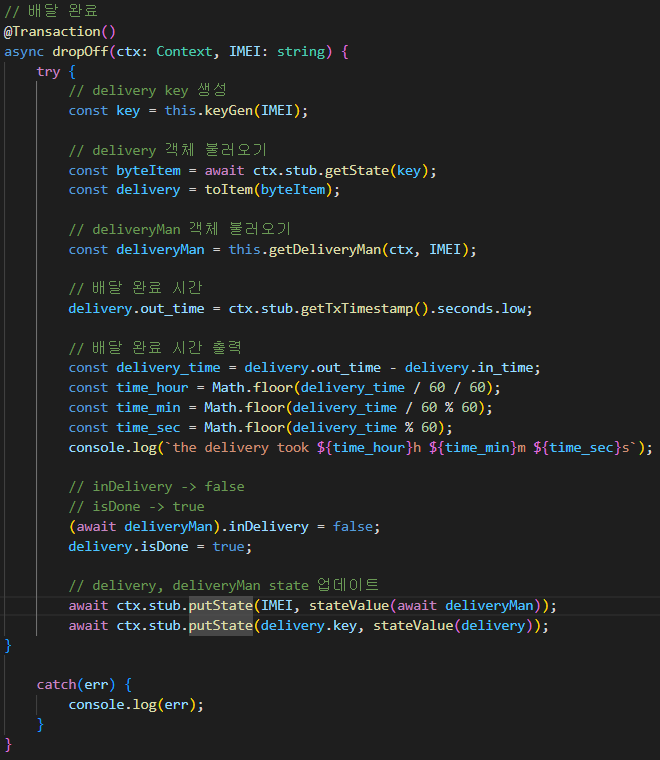 // 배달 완료
@Transaction()
async dropOff(ctx: Context, IMEI: string) {
try {
// delivery key 생성
const key = this.keyGen(IMEI);
// delivery 객체 불러오기
const byteItem = await ctx.stub.getState(key);
const delivery = toItem(byteItem);
// deliveryMan 객체 불러오기
const deliveryMan = this.getDeliveryMan(ctx, IMEI);
// 배달 완료 시간
delivery.out_time = ctx.stub.getTxTimestamp().seconds.low;
// 배달 완료 시간 출력
const delivery_time = delivery.out_time - delivery.in_time;
const time_hour = Math.floor(delivery_time / 60 / 60);
const time_min = Math.floor(delivery_time / 60 % 60);
const time_sec = Math.floor(delivery_time % 60);
console.log(`the delivery took ${time_hour}h ${time_min}m ${time_sec}s`);
// inDelivery -> false
// isDone -> true
(await deliveryMan).inDelivery = false;
delivery.isDone = true;
// delivery, deliveryMan state 업데이트
await ctx.stub.putState(IMEI, stateValue(await deliveryMan));
await ctx.stub.putState(delivery.key, stateValue(delivery));
}
catch(err) {
console.log(err);
}
}